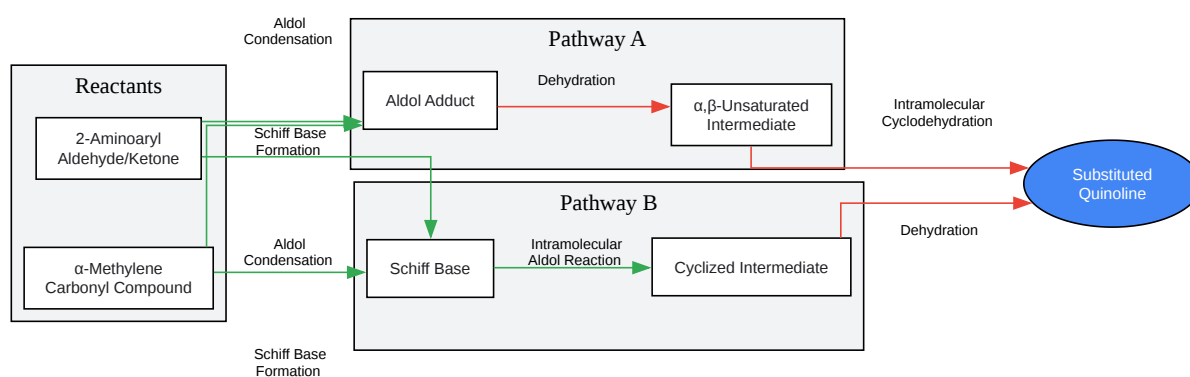 Aldol
Condensation
Pathway A
Reactants
Dehydration
Aldol Adduct
α,β-Unsaturated
Intermediate
Intramolecular
Cyclodehydration
2-Aminoaryl
Aldehyde/Ketone
Schiff Base
Formation
Substituted
Quinoline
Pathway B
Dehydration
α-Methylene
Carbonyl Compound
Aldol
Condensation
Schiff Base
Intramolecular
Aldol Reaction
Cyclized Intermediate
Schiff Base
Formation